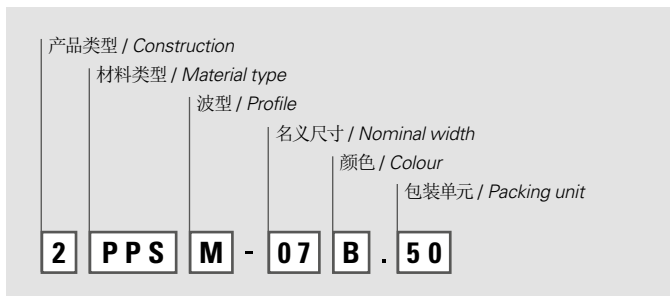 产品类型 / Construction
材料类型 / Material type
波型 / Profile
名义尺寸 / Nominal width
颜色 / Colour
包装单元 / Packing unit
2 PPS M - 07 B . 50